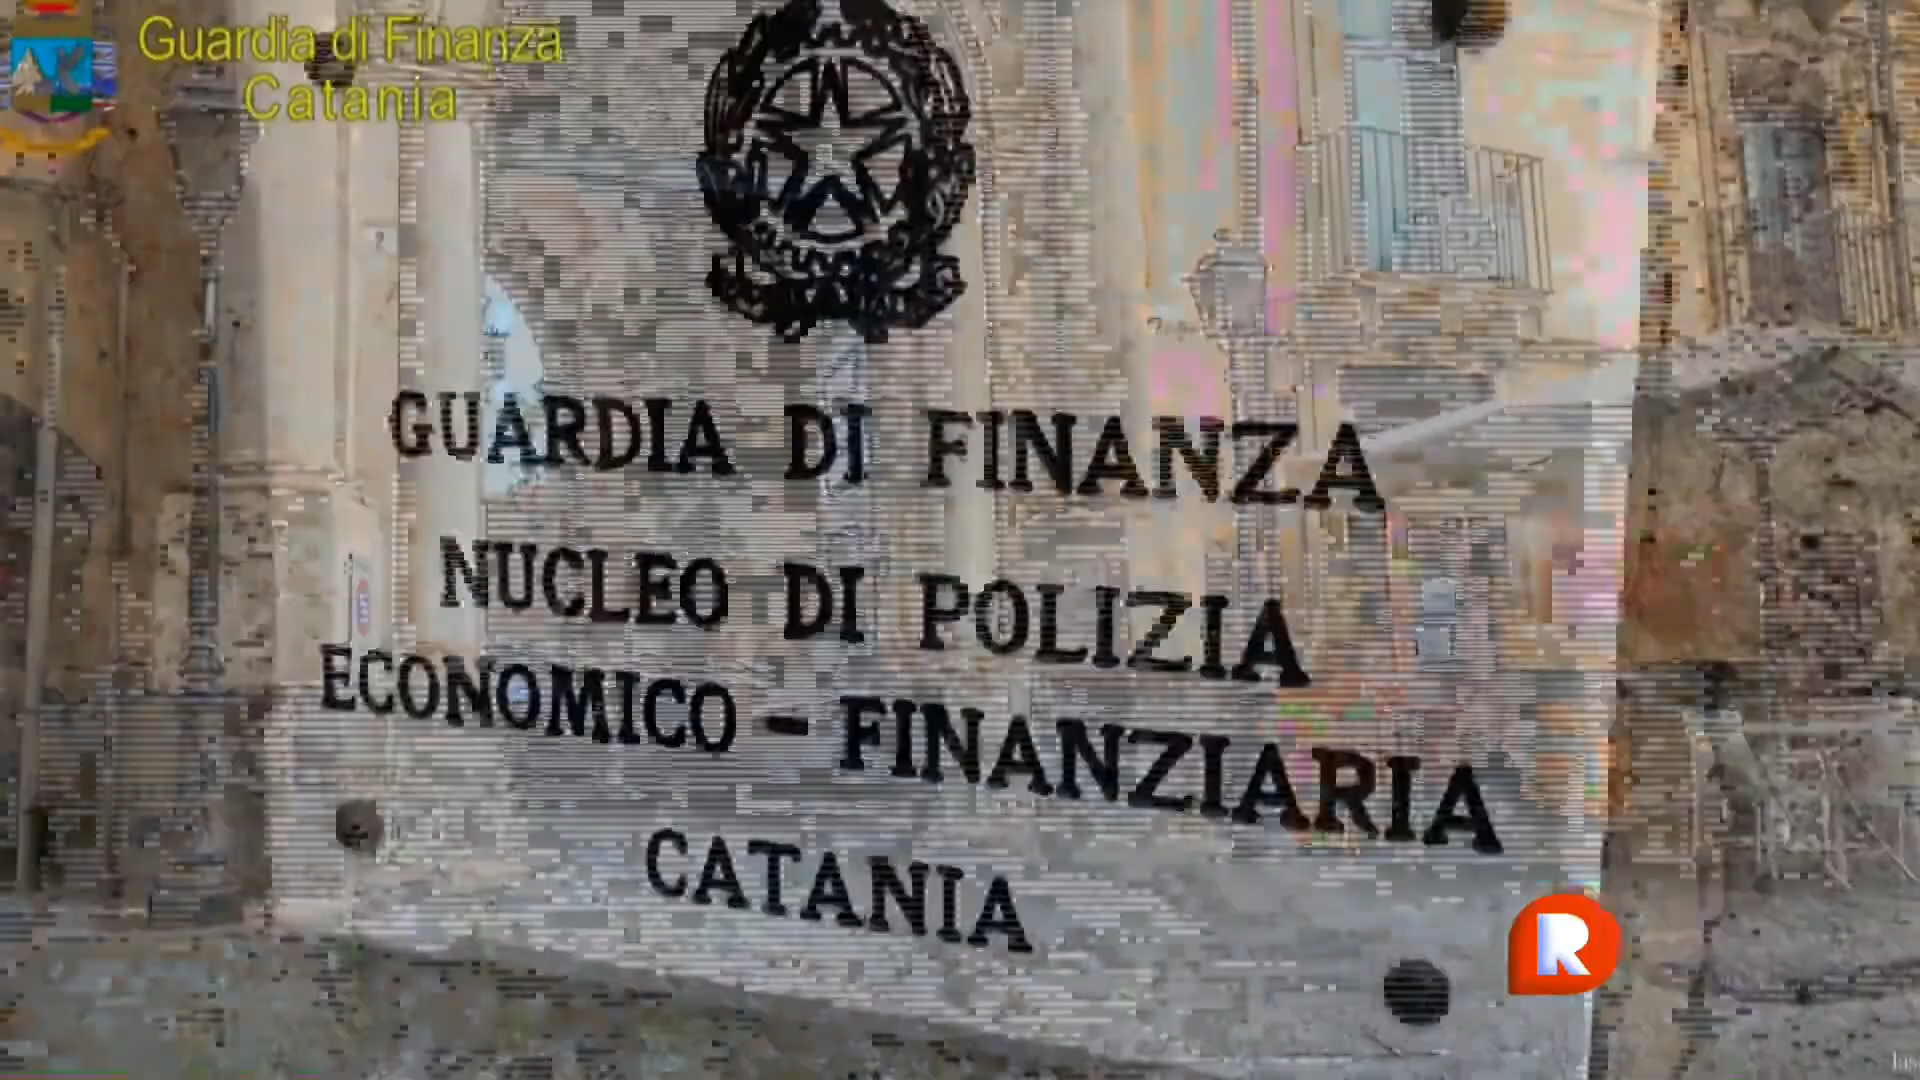 Guardia di Finanza
Catania
GUARDIA DI FINANZA
NUCLEO DI POLIZIA
ECONOMICO - FINANZIARIA
CATANIA
R